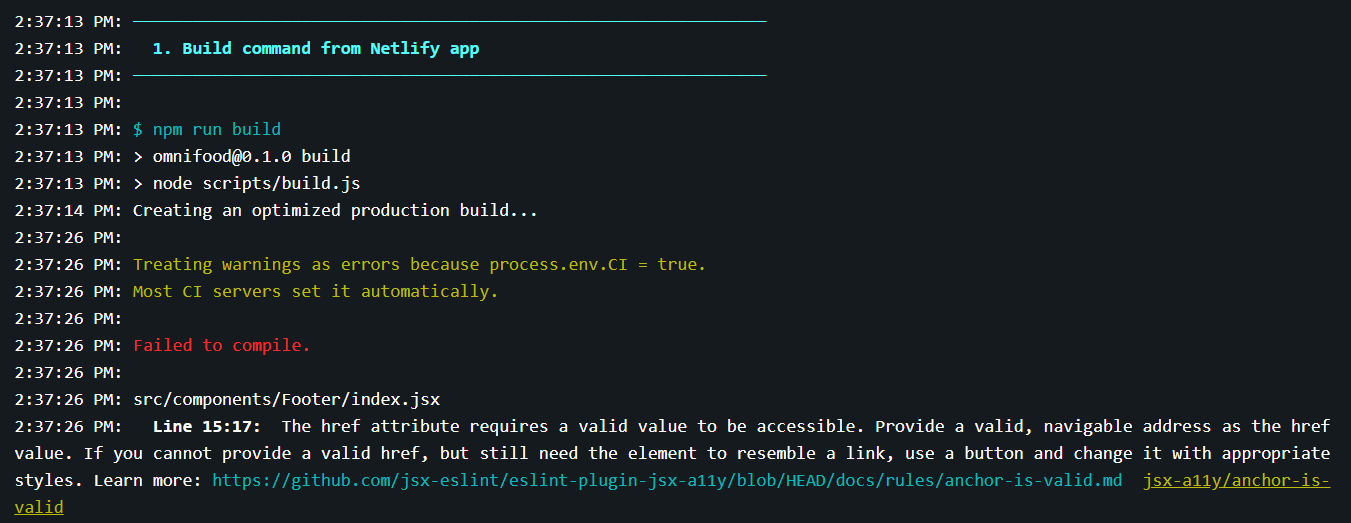 2:37:13 PM: ────────────────────────────────────────────────────────────────
2:37:13 PM:   1. Build command from Netlify app
2:37:13 PM: ────────────────────────────────────────────────────────────────
2:37:13 PM:
2:37:13 PM: $ npm run build
2:37:13 PM: > omnifood@0.1.0 build
2:37:13 PM: > node scripts/build.js
2:37:14 PM: Creating an optimized production build...
2:37:26 PM:
2:37:26 PM: Treating warnings as errors because process.env.CI = true.
2:37:26 PM: Most CI servers set it automatically.
2:37:26 PM:
2:37:26 PM: Failed to compile.
2:37:26 PM:
2:37:26 PM: src/components/Footer/index.jsx
2:37:26 PM:   Line 15:17:  The href attribute requires a valid value to be accessible. Provide a valid, navigable address as the href
value. If you cannot provide a valid href, but still need the element to resemble a link, use a button and change it with appropriate
styles. Learn more: https://github.com/jsx-eslint/eslint-plugin-jsx-a11y/blob/HEAD/docs/rules/anchor-is-valid.md  jsx-a11y/anchor-is-
valid